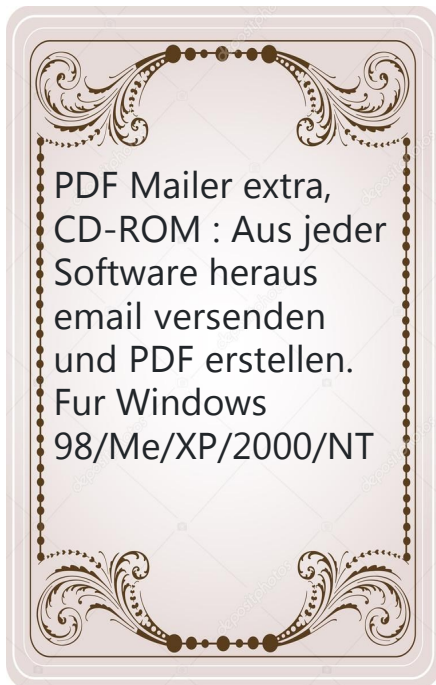 PDF Mailer extra,
CD-ROM : Aus jeder
Software heraus
email versenden
und PDF erstellen.
Fur Windows
98/Me/XP/2000/NT